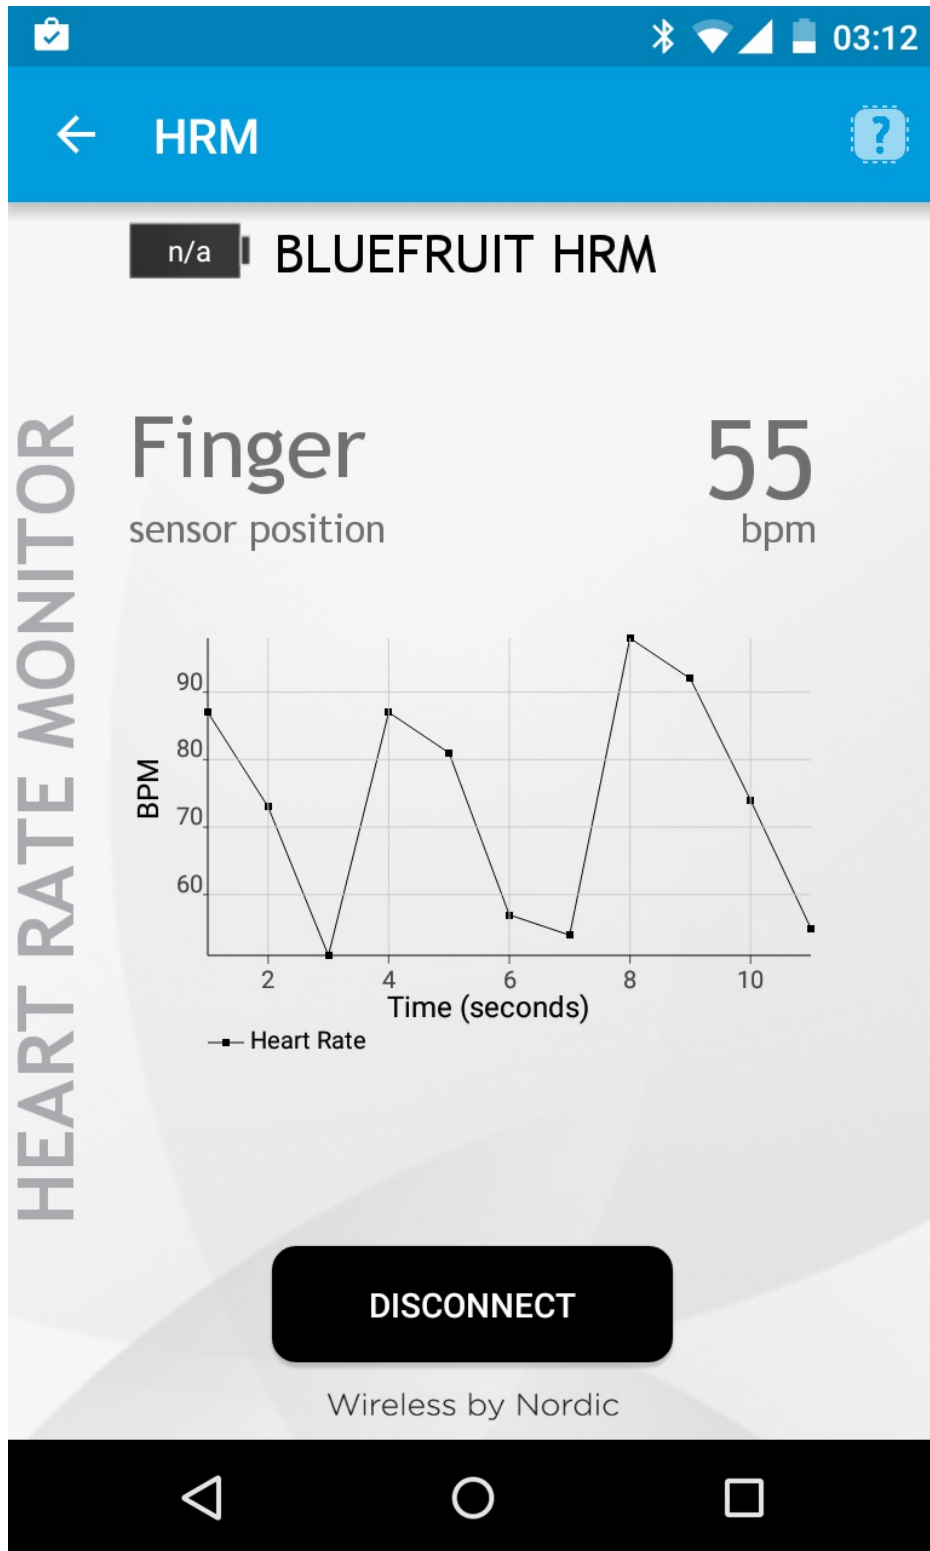 03:12
HRM
?
n/a
BLUEFRUIT HRM
HEART RATE MONITOR
Finger
sensor position
55
bpm
BPM
90
80
70
60
2 4 6 8 10
Time (seconds)
Heart Rate
DISCONNECT
Wireless by Nordic